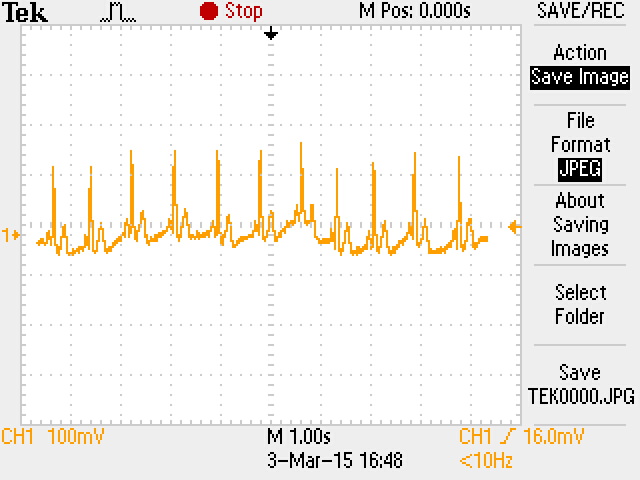 Tek Stop M Pos: 0.000s SAVE/REC
Action
Save Image
File
Format
JPEG
About
Saving
Images
Select
Folder
Save
TEK0000.JPG
1
CH1 100mV M 1.00s CH1 16.0mV
3-Mar-15 16:48 <10Hz